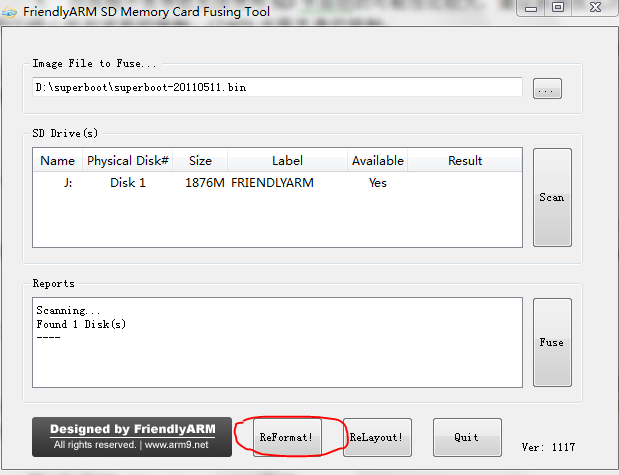 FriendlyARM SD Memory Card Fusing Tool
Image File to Fuse...
D:\superboot\superboot-20110511.bin
...
SD Drive(s)
Name Physical Disk# Size Label Available Result
J: Disk 1 1876M FRIENDLYARM Yes
Scan
Reports
Scanning...
Found 1 Disk(s)
----
Fuse
Designed by FriendlyARM
All rights reserved. | www.arm9.net
ReFormat!
ReLayout!
Quit
Ver: 1117